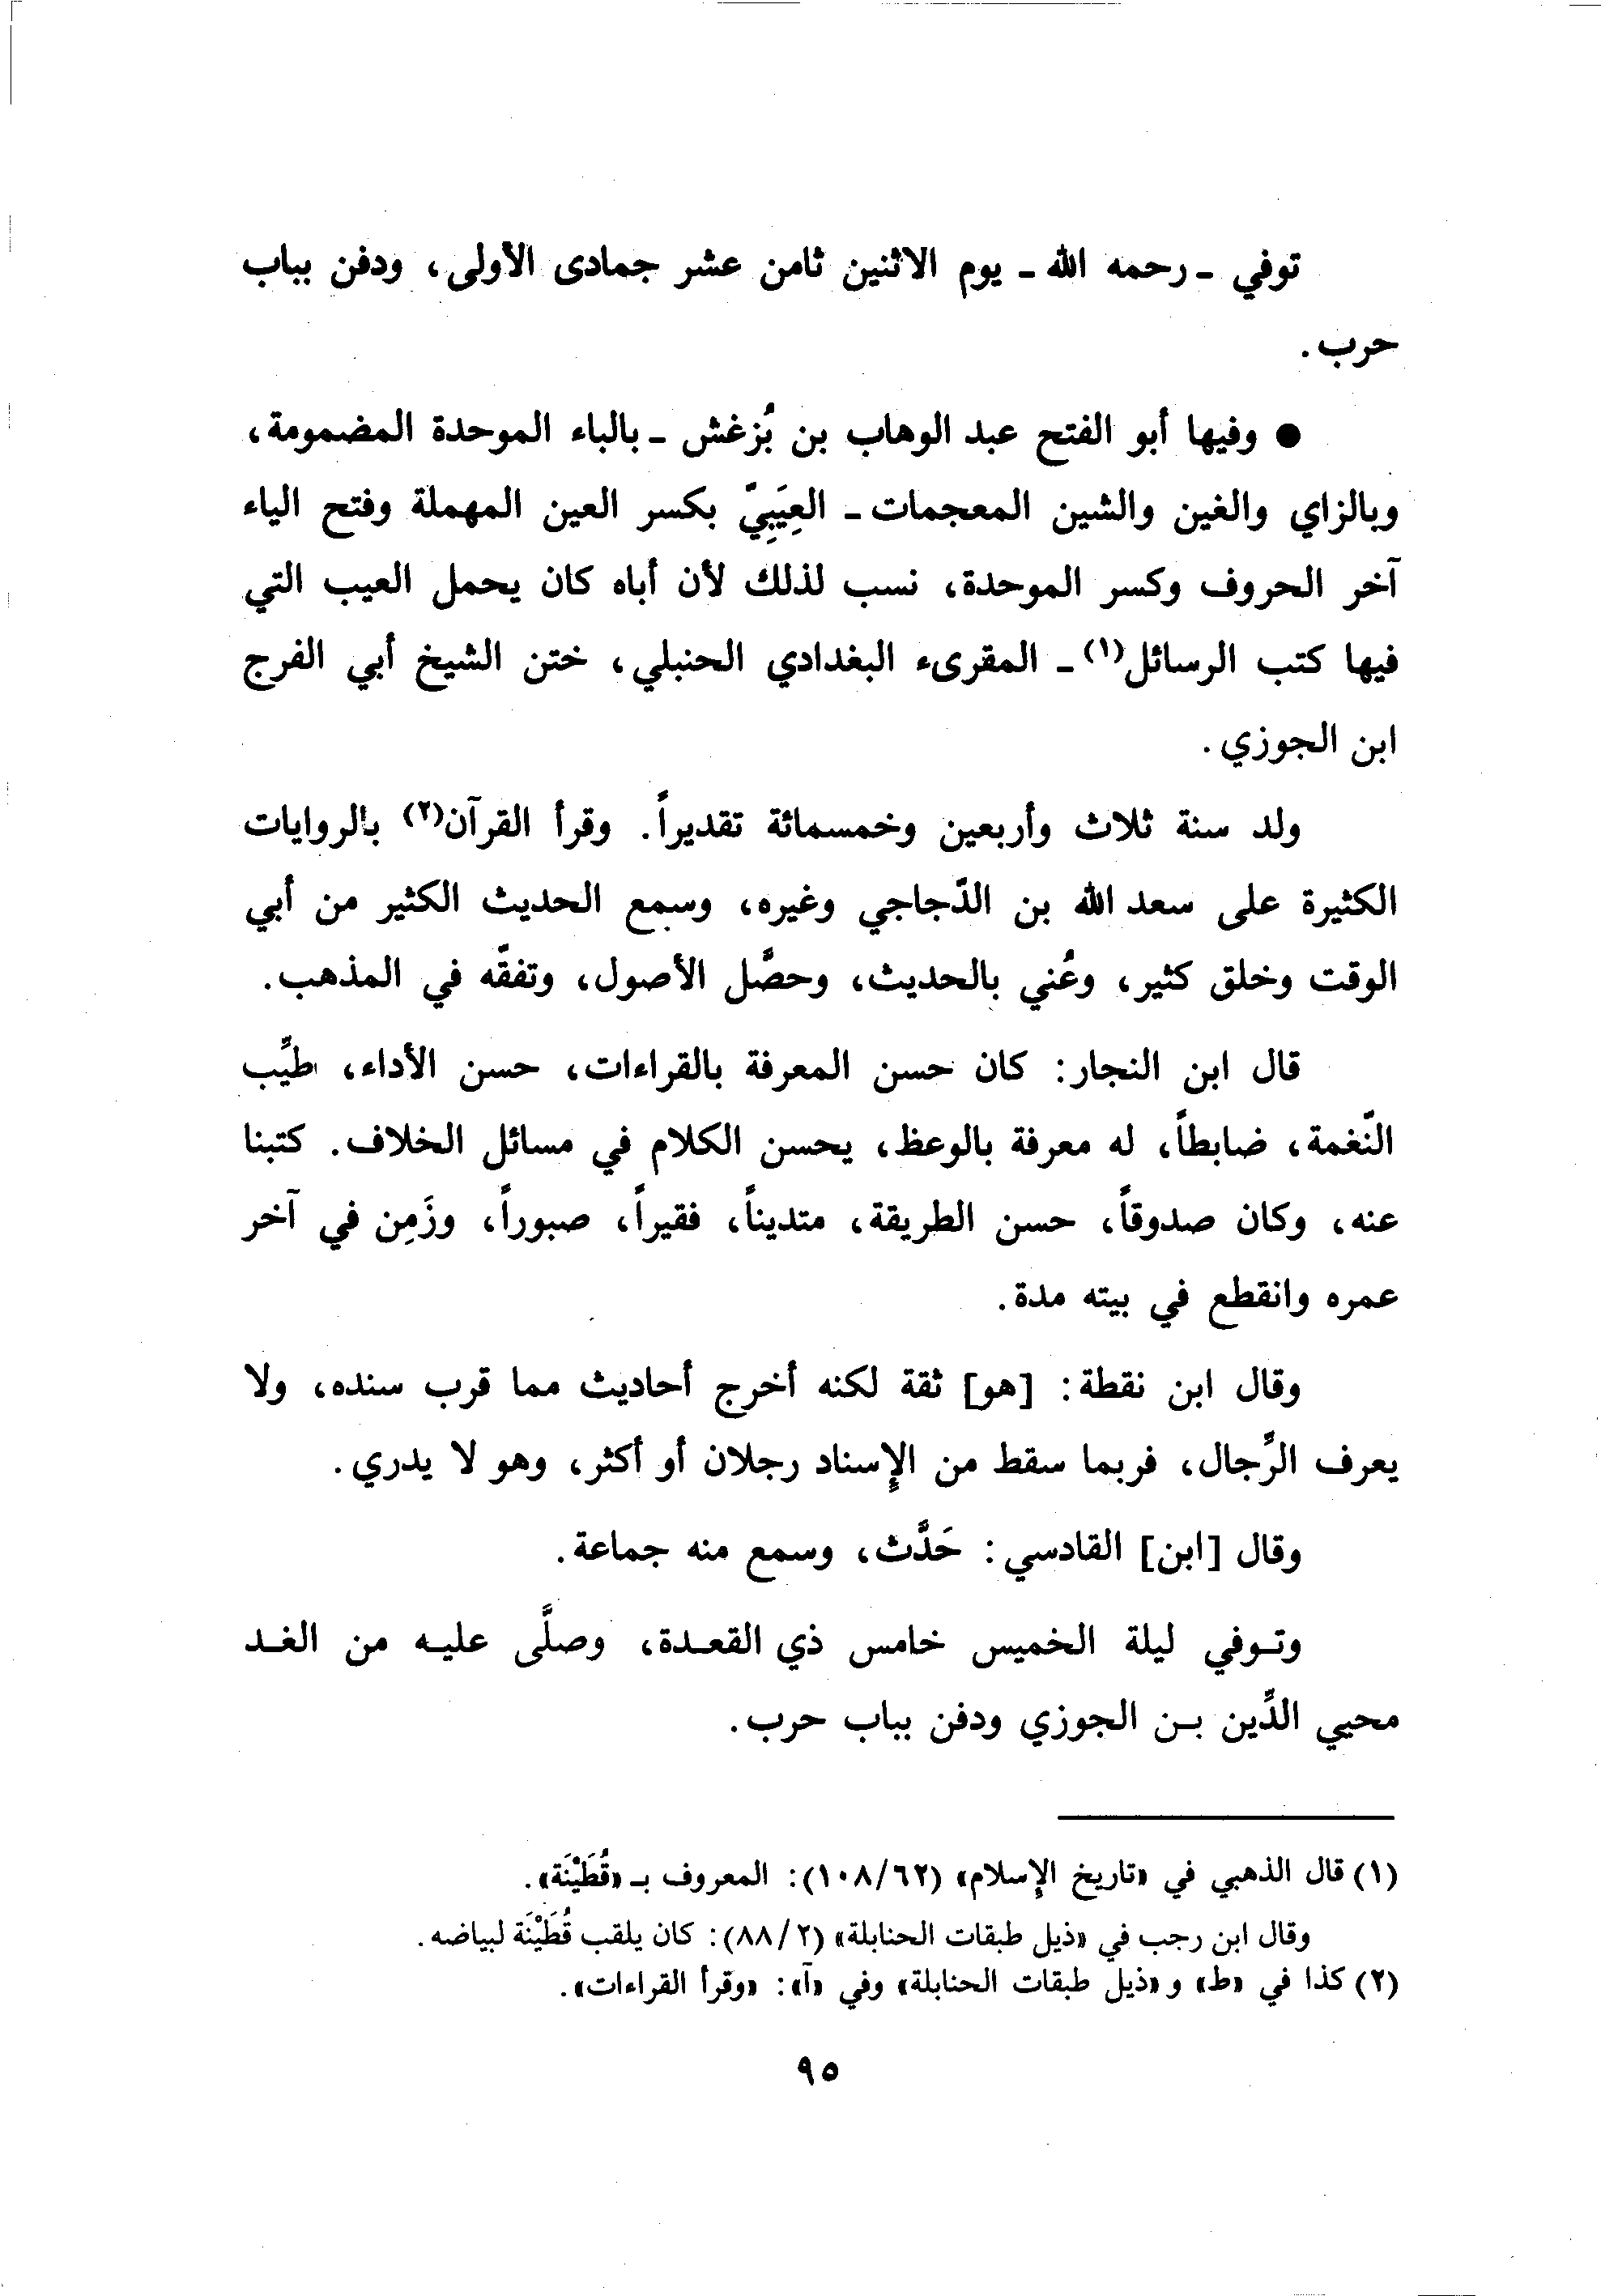 توفي ـ رحمه الله ـ يوم الاثنين ثامن عشر جمادى الأولى، ودفن بباب
حرب.
● وفيها أبو الفتح عبد الوهاب بن بُزغش ـ بالباء الموحدة المضمومة،
وبالزاي والغين والشين المعجمات ـ العِيَبِيّ بكسر العين المهملة وفتح الياء
آخر الحروف وكسر الموحدة، نسب لذلك لأن أباه كان يحمل العيب التي
فيها كتب الرسائل(١) ـ المقرىء البغدادي الحنبلي، ختن الشيخ أبي الفرج
ابن الجوزي.
ولد سنة ثلاث وأربعين وخمسمائة تقديراً. وقرأ القرآن(٢) بالروايات
الكثيرة على سعد الله بن الدّجاجي وغيره، وسمع الحديث الكثير من أبي
الوقت وخلق كثير، وعُني بالحديث، وحصَّل الأصول، وتفقّه في المذهب.
قال ابن النجار: كان حسن المعرفة بالقراءات، حسن الأداء، طيِّب
النّغمة، ضابطاً، له معرفة بالوعظ، يحسن الكلام في مسائل الخلاف. كتبنا
عنه، وكان صدوقاً، حسن الطريقة، متديناً، فقيراً، صبوراً، وزَمِن في آخر
عمره وانقطع في بيته مدة.
وقال ابن نقطة: [هو] ثقة لكنه أخرج أحاديث مما قرب سنده، ولا
يعرف الرِّجال، فربما سقط من الإسناد رجلان أو أكثر، وهو لا يدري.
وقال [ابن] القادسي: حَدَّث، وسمع منه جماعة.
وتـوفي ليلة الخميس خامس ذي القعـدة، وصلَّى عليـه من الغـد
محيي الدِّين بـن الجوزي ودفن بباب حرب.
(١) قال الذهبي في «تاريخ الإسلام» (٦٢/١٠٨): المعروف بـ «قُطَيْنَة».
وقال ابن رجب في «ذيل طبقات الحنابلة» (٢/٨٨): كان يلقب قُطَيْنَة لبياضه.
(٢) كذا في «ط» و «ذيل طبقات الحنابلة» وفي «آ»: «وقرأ القراءات».
٩٥